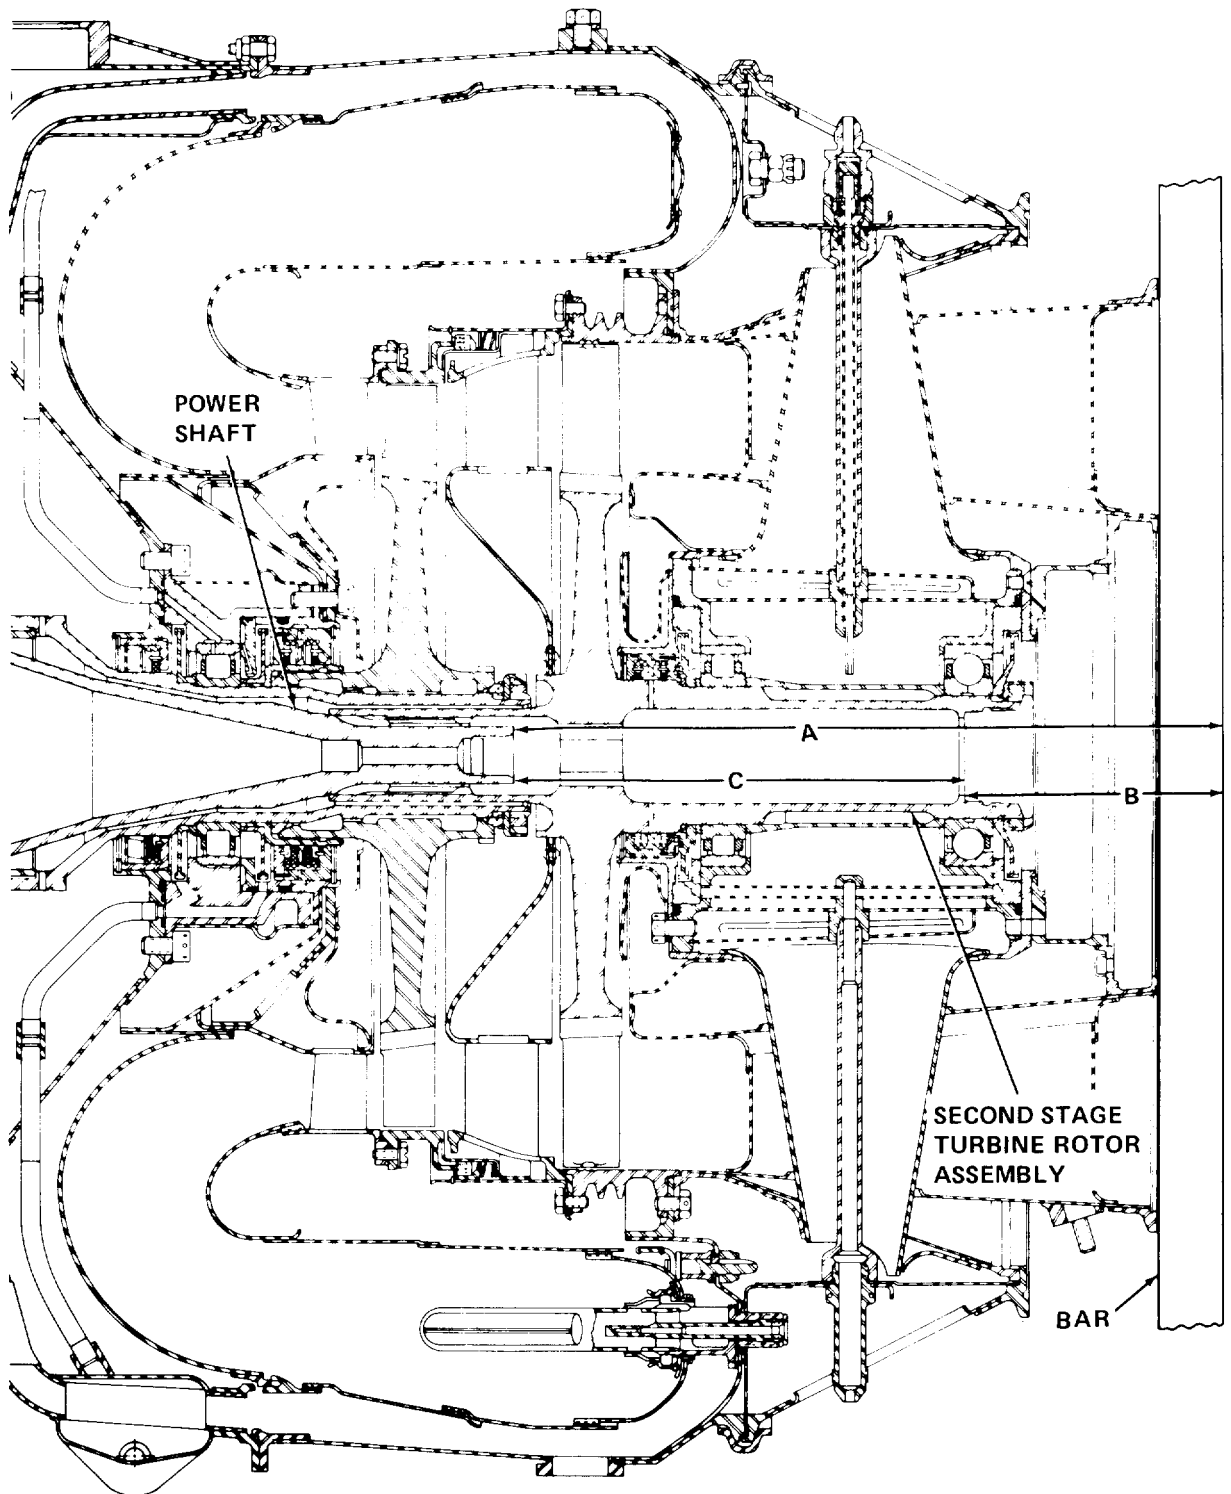 POWER
SHAFT
A
C
B
SECOND STAGE
TURBINE ROTOR
ASSEMBLY
BAR